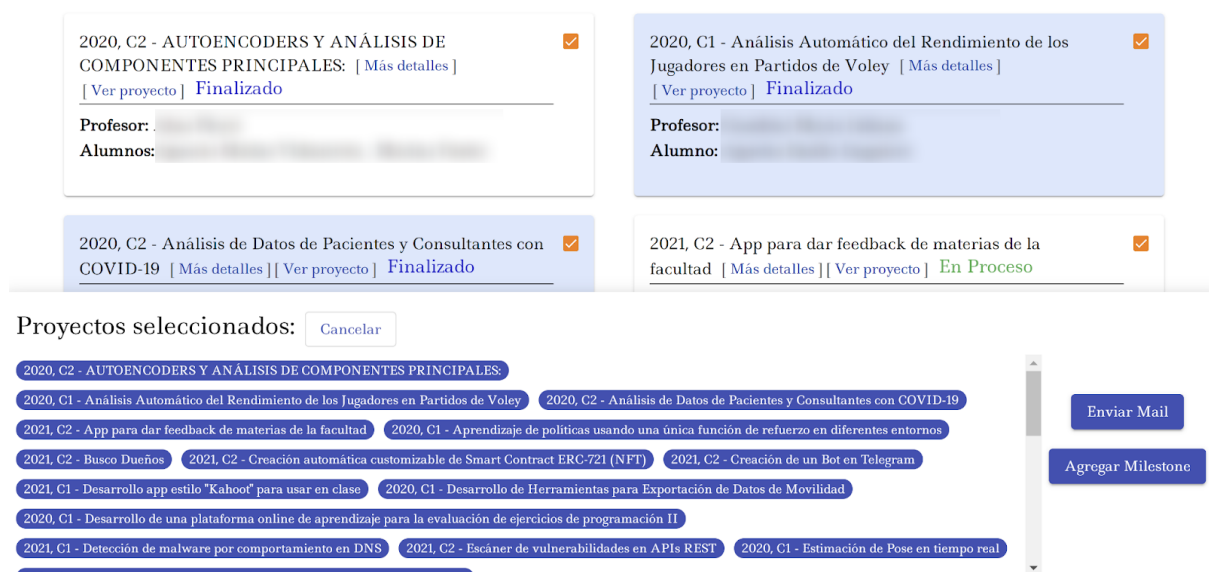 2020, C2 - AUTOENCODERS Y ANÁLISIS DE
COMPONENTES PRINCIPALES: [ Más detalles ]
[ Ver proyecto ] Finalizado
Profesor:
Alumnos:
2020, C1 - Análisis Automático del Rendimiento de los
Jugadores en Partidos de Voley [ Más detalles ]
[ Ver proyecto ] Finalizado
Profesor:
Alumno:
2020, C2 - Análisis de Datos de Pacientes y Consultantes con
COVID-19 [ Más detalles ] [ Ver proyecto ] Finalizado
2021, C2 - App para dar feedback de materias de la
facultad [ Más detalles ] [ Ver proyecto ] En Proceso
Proyectos seleccionados: Cancelar
2020, C2 - AUTOENCODERS Y ANÁLISIS DE COMPONENTES PRINCIPALES:
2020, C1 - Análisis Automático del Rendimiento de los Jugadores en Partidos de Voley 2020, C2 - Análisis de Datos de Pacientes y Consultantes con COVID-19
2021, C2 - App para dar feedback de materias de la facultad 2020, C1 - Aprendizaje de políticas usando una única función de refuerzo en diferentes entornos
2021, C2 - Busco Dueños 2021, C2 - Creación automática customizable de Smart Contract ERC-721 (NFT) 2021, C2 - Creación de un Bot en Telegram
2021, C1 - Desarrollo app estilo "Kahoot" para usar en clase 2020, C1 - Desarrollo de Herramientas para Exportación de Datos de Movilidad
2020, C1 - Desarrollo de una plataforma online de aprendizaje para la evaluación de ejercicios de programación II
2021, C1 - Detección de malware por comportamiento en DNS 2021, C2 - Escáner de vulnerabilidades en APIs REST 2020, C1 - Estimación de Pose en tiempo real
Enviar Mail
Agregar Milestone